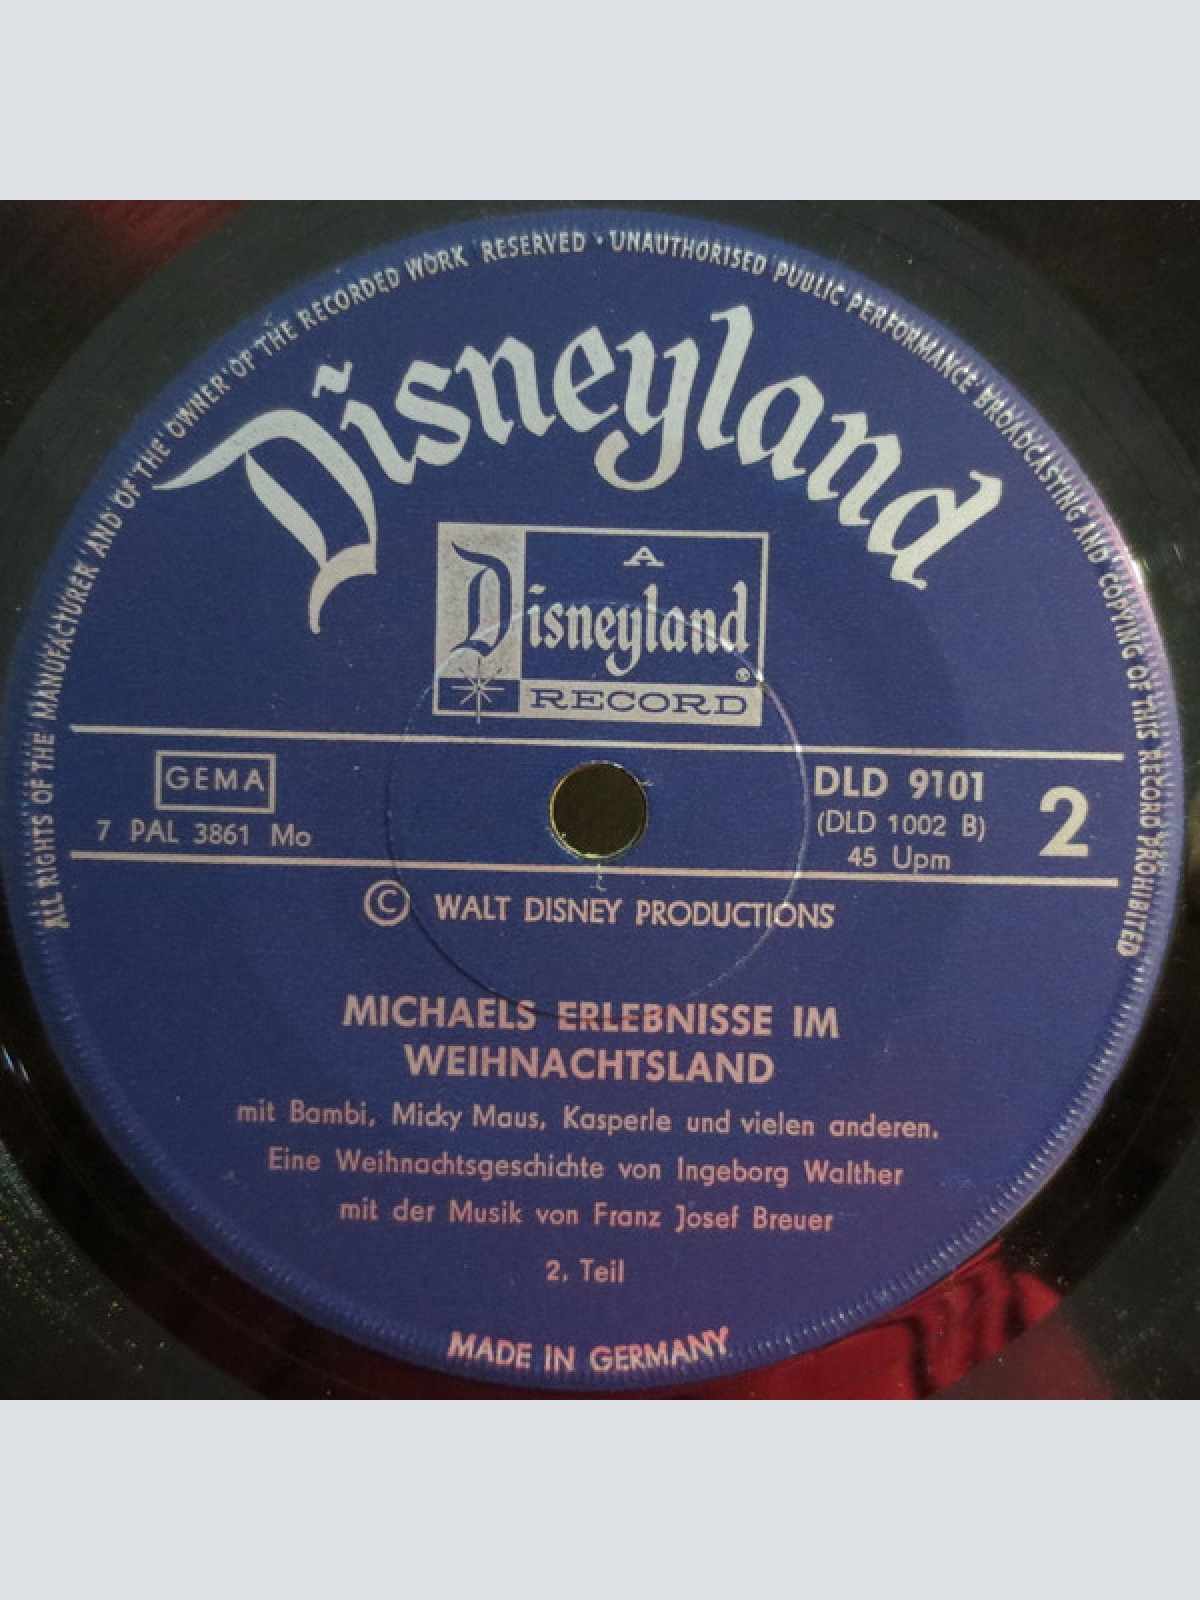 ALL RIGHTS OF THE MANUFACTURER AND OF THE OWNER OF THE RECORDED WORK RESERVED · UNAUTHORISED PUBLIC PERFORMANCE BROADCASTING AND COPYING OF THIS RECORD PROHIBITED
Disneyland
A
Disneyland®
RECORD
GEMA
7 PAL 3861 Mo
DLD 9101
(DLD 1002 B)
45 Upm
2
© WALT DISNEY PRODUCTIONS
MICHAELS ERLEBNISSE IM
WEIHNACHTSLAND
mit Bambi, Micky Maus, Kasperle und vielen anderen.
Eine Weihnachtsgeschichte von Ingeborg Walther
mit der Musik von Franz Josef Breuer
2. Teil
MADE IN GERMANY